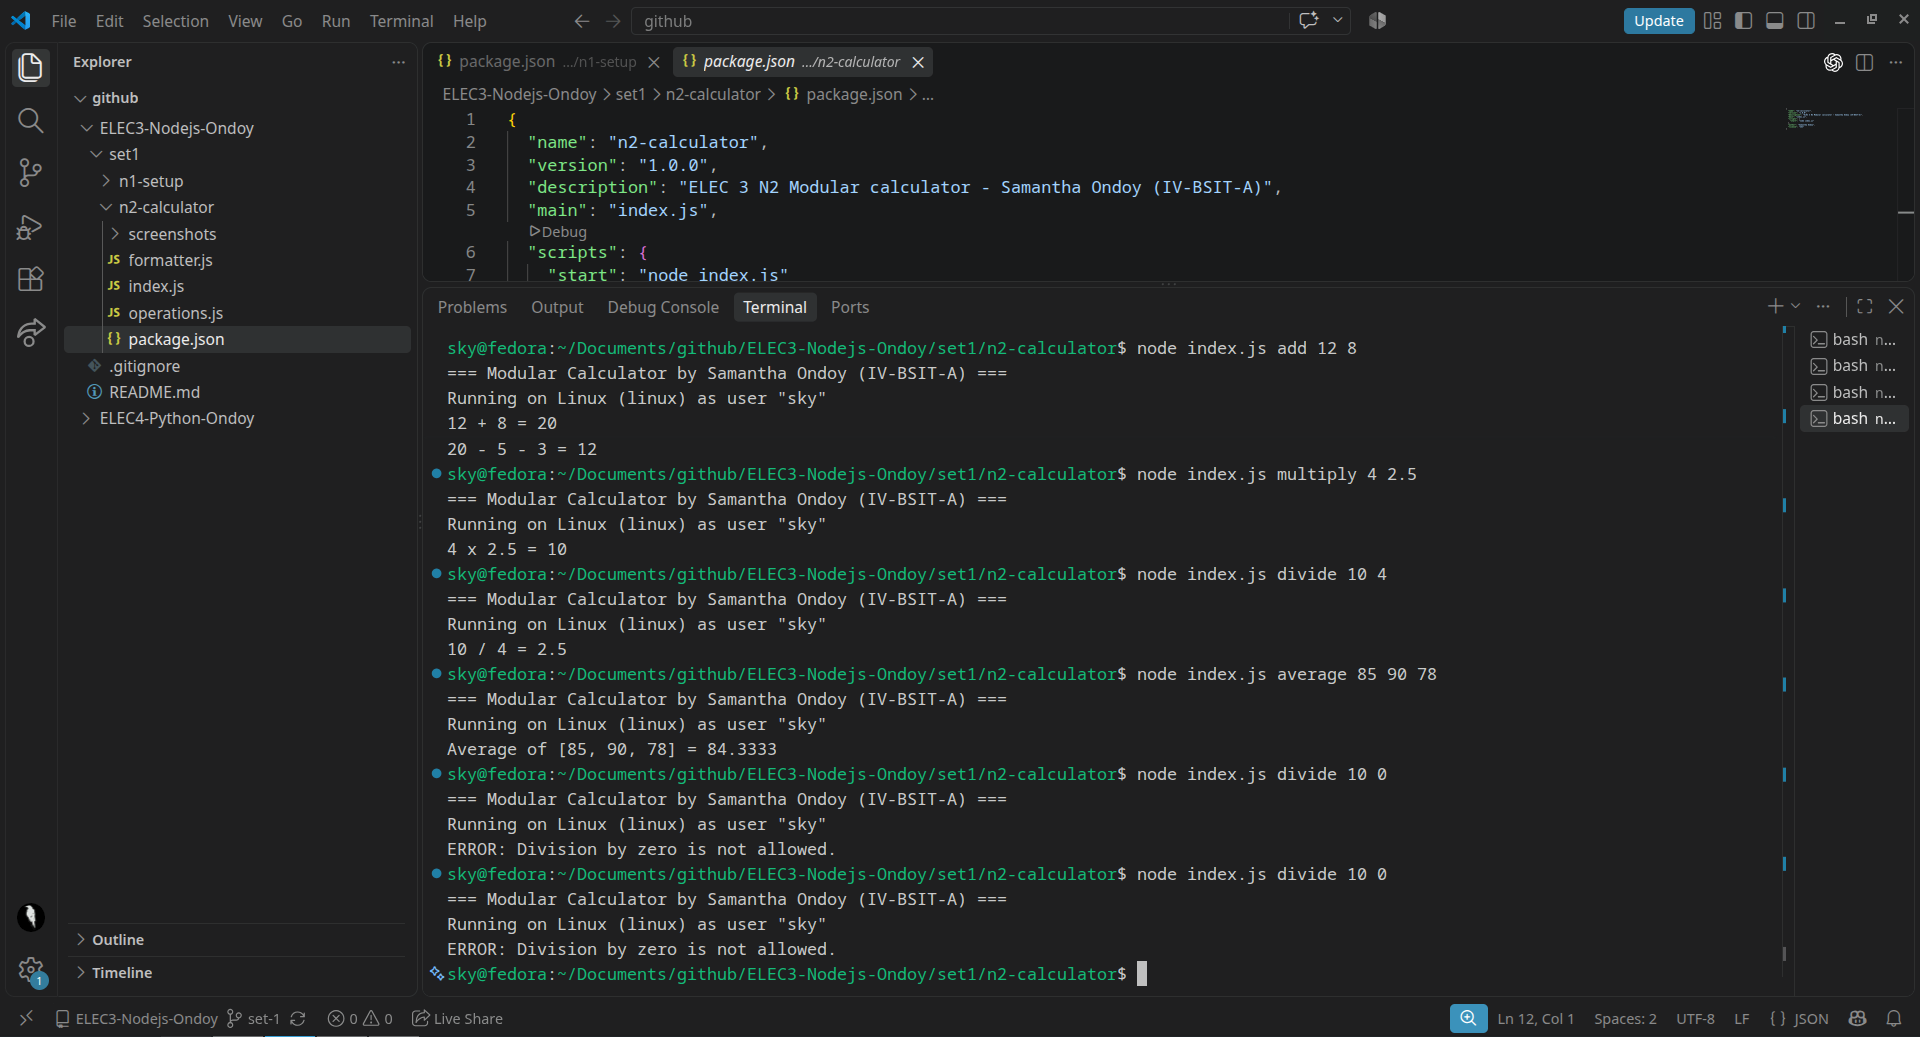 File Edit Selection View Go Run Terminal Help
github
Update
Explorer
github
ELEC3-Nodejs-Ondoy
set1
n1-setup
n2-calculator
screenshots
JS formatter.js
JS index.js
JS operations.js
{} package.json
.gitignore
README.md
ELEC4-Python-Ondoy
Outline
Timeline
1
{} package.json .../n1-setup
{} package.json .../n2-calculator
ELEC3-Nodejs-Ondoy > set1 > n2-calculator > {} package.json > ...
1 {
2 "name": "n2-calculator",
3 "version": "1.0.0",
4 "description": "ELEC 3 N2 Modular calculator - Samantha Ondoy (IV-BSIT-A)",
5 "main": "index.js",
Debug
6 "scripts": {
7 "start": "node index.js"
Problems Output Debug Console Terminal Ports
sky@fedora:~/Documents/github/ELEC3-Nodejs-Ondoy/set1/n2-calculator$ node index.js add 12 8
=== Modular Calculator by Samantha Ondoy (IV-BSIT-A) ===
Running on Linux (linux) as user "sky"
12 + 8 = 20
20 - 5 - 3 = 12
sky@fedora:~/Documents/github/ELEC3-Nodejs-Ondoy/set1/n2-calculator$ node index.js multiply 4 2.5
=== Modular Calculator by Samantha Ondoy (IV-BSIT-A) ===
Running on Linux (linux) as user "sky"
4 x 2.5 = 10
sky@fedora:~/Documents/github/ELEC3-Nodejs-Ondoy/set1/n2-calculator$ node index.js divide 10 4
=== Modular Calculator by Samantha Ondoy (IV-BSIT-A) ===
Running on Linux (linux) as user "sky"
10 / 4 = 2.5
sky@fedora:~/Documents/github/ELEC3-Nodejs-Ondoy/set1/n2-calculator$ node index.js average 85 90 78
=== Modular Calculator by Samantha Ondoy (IV-BSIT-A) ===
Running on Linux (linux) as user "sky"
Average of [85, 90, 78] = 84.3333
sky@fedora:~/Documents/github/ELEC3-Nodejs-Ondoy/set1/n2-calculator$ node index.js divide 10 0
=== Modular Calculator by Samantha Ondoy (IV-BSIT-A) ===
Running on Linux (linux) as user "sky"
ERROR: Division by zero is not allowed.
sky@fedora:~/Documents/github/ELEC3-Nodejs-Ondoy/set1/n2-calculator$ node index.js divide 10 0
=== Modular Calculator by Samantha Ondoy (IV-BSIT-A) ===
Running on Linux (linux) as user "sky"
ERROR: Division by zero is not allowed.
sky@fedora:~/Documents/github/ELEC3-Nodejs-Ondoy/set1/n2-calculator$
bash n...
bash n...
bash n...
bash n...
ELEC3-Nodejs-Ondoy set-1 0 0 Live Share
Ln 12, Col 1 Spaces: 2 UTF-8 LF {} JSON